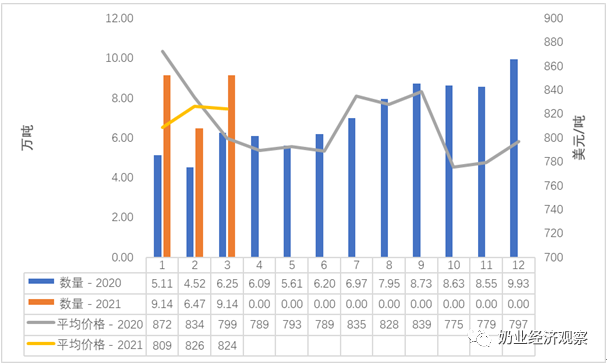 12.00 900
880
10.00 860
8.00 840
820
6.00 800
万吨 美元/吨
4.00 780
760
740
2.00 720
0.00 700
1 2 3 4 5 6 7 8 9 10 11 12
数量 - 2020 5.11 4.52 6.25 6.09 5.61 6.20 6.97 7.95 8.73 8.63 8.55 9.93
数量 - 2021 9.14 6.47 9.14 0.00 0.00 0.00 0.00 0.00 0.00 0.00 0.00 0.00
平均价格 - 2020 872 834 799 789 793 789 835 828 839 775 779 797
平均价格 - 2021 809 826 824
奶业经济观察